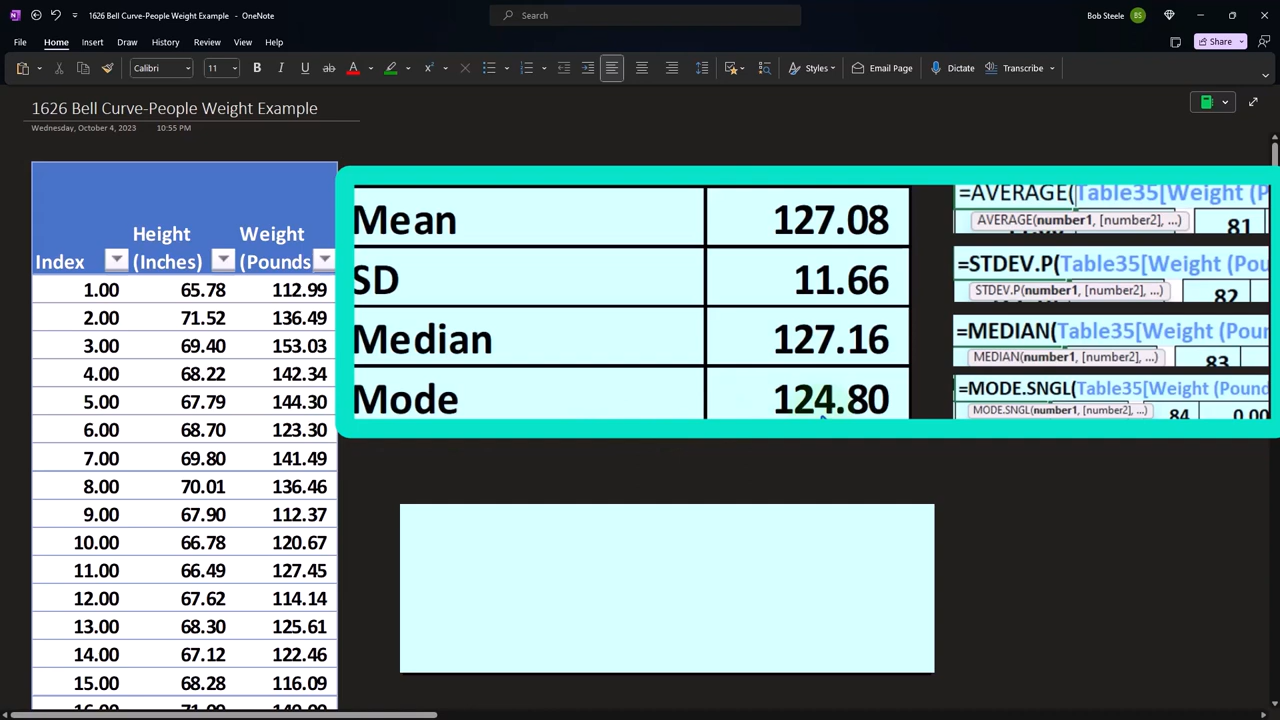 1626 Bell Curve-People Weight Example - OneNote
Search
Bob Steele
BS
File Home Insert Draw History Review View Help
Share
Calibri 11 B I U ab A x² Styles Email Page Dictate Transcribe
1626 Bell Curve-People Weight Example
Wednesday, October 4, 2023 10:55 PM
Index Height (Inches) Weight (Pounds
1.00 65.78 112.99
2.00 71.52 136.49
3.00 69.40 153.03
4.00 68.22 142.34
5.00 67.79 144.30
6.00 68.70 123.30
7.00 69.80 141.49
8.00 70.01 136.46
9.00 67.90 112.37
10.00 66.78 120.67
11.00 66.49 127.45
12.00 67.62 114.14
13.00 68.30 125.61
14.00 67.12 122.46
15.00 68.28 116.09
Mean 127.08
SD 11.66
Median 127.16
Mode 124.80
=AVERAGE(Table35[Weight (P
AVERAGE(number1, [number2], ...) 81
=STDEV.P(Table35[Weight (Pou
STDEV.P(number1, [number2], ...) 82
=MEDIAN(Table35[Weight (Poun
MEDIAN(number1, [number2], ...) 83
=MODE.SNGL(Table35[Weight (Pound
MODE.SNGL(number1, [number2], ...) 84 0.00